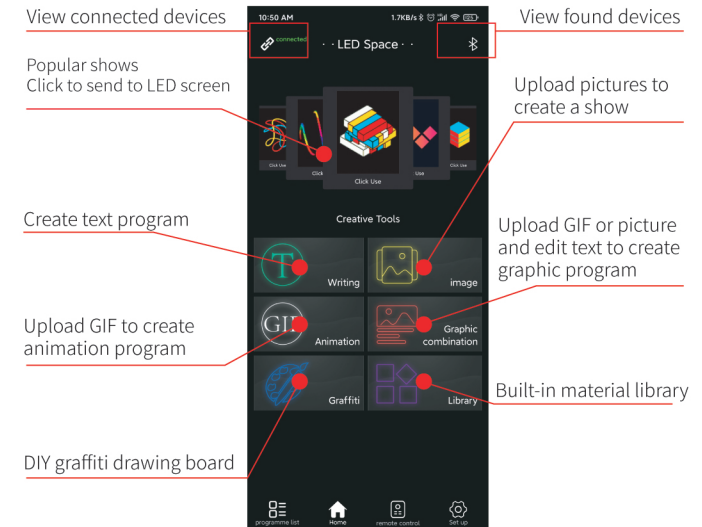 View connected devices
View found devices
10:50 AM
1.7KB/s
connected
· · LED Space · ·
Popular shows
Click to send to LED screen
Upload pictures to
create a show
Click Use
Click
Click Use
Use
Click Use
Creative Tools
Create text program
Upload GIF or picture
and edit text to create
graphic program
T
Writing
image
Upload GIF to create
animation program
GIF
Animation
Graphic
combination
Graffiti
Library
Built-in material library
DIY graffiti drawing board
programme list
Home
remote control
Set up